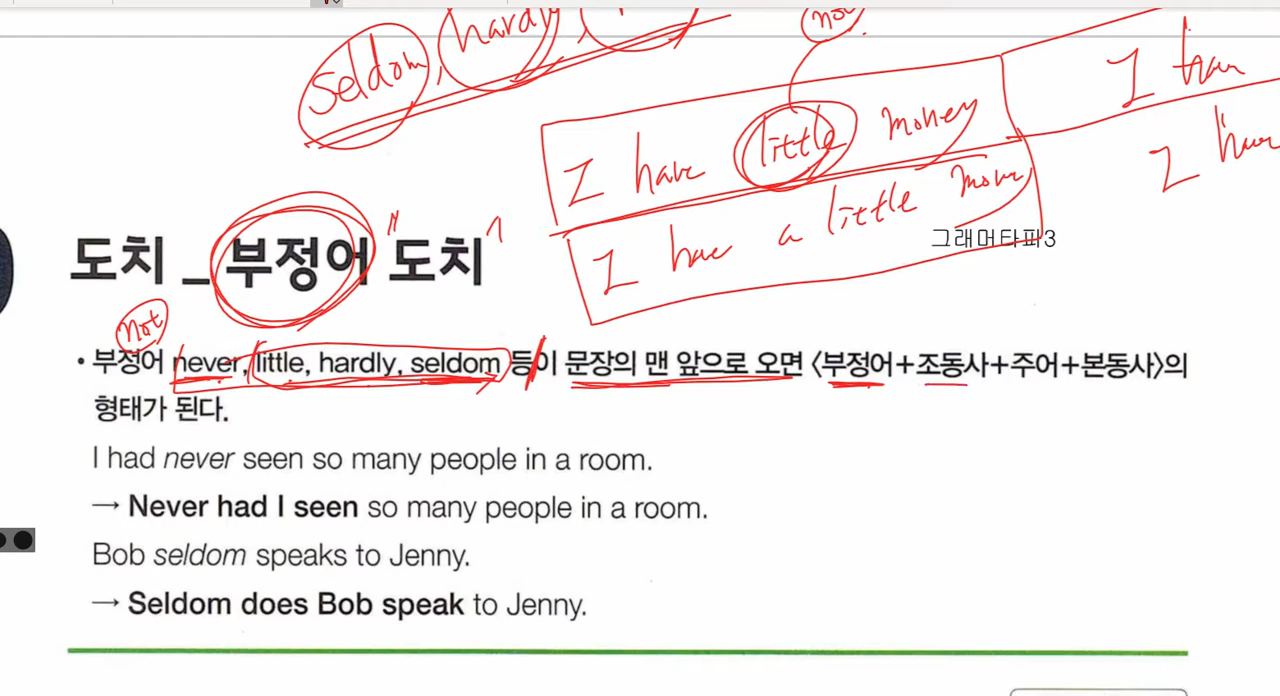 seldom, hardly,
not
I have little money
I have a little
I have
I have
도치 _ 부정어 도치
그래머타피3
Not
• 부정어 never, little, hardly, seldom 등이 문장의 맨 앞으로 오면 〈부정어+조동사+주어+본동사〉의
형태가 된다.
I had never seen so many people in a room.
→ Never had I seen so many people in a room.
Bob seldom speaks to Jenny.
→ Seldom does Bob speak to Jenny.